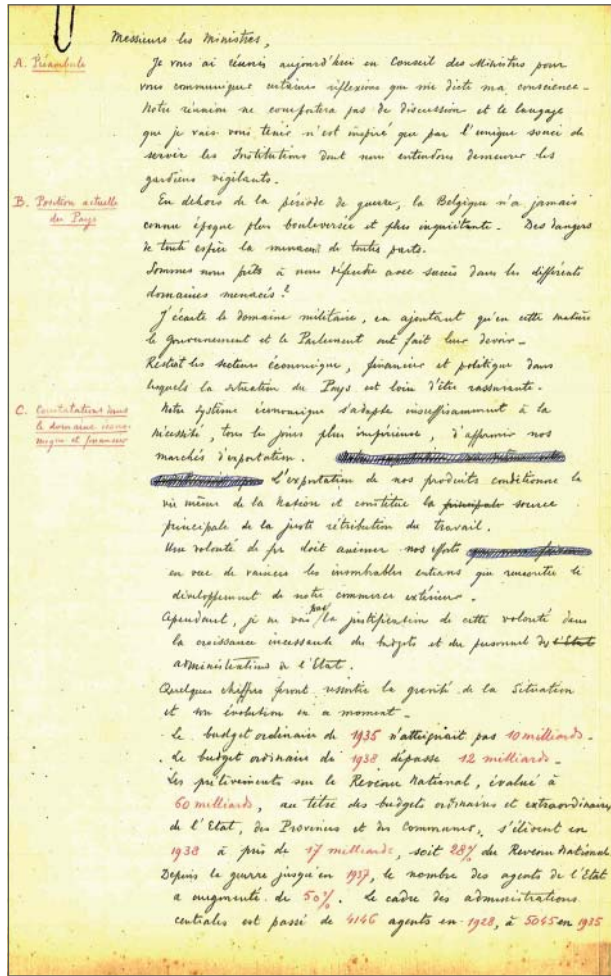 Messieurs les Ministres,
A. Préambule
Je vous ai réunis aujourd'hui en Conseil des Ministres pour
vous communiquer certaines réflexions que me dicte ma conscience.
Notre réunion ne comportera pas de discussion et le langage
que je vais vous tenir n'est inspiré que par l'unique souci de
servir les Institutions dont nous entendons demeurer les
gardiens vigilants.
B. Position actuelle
du Pays
En dehors de la période de guerre, la Belgique n'a jamais
connu époque plus bouleversée et plus inquiétante. Des dangers
de toute espèce la menacent de toutes parts.
Sommes nous prêts à nous défendre avec succès dans les différents
domaines menacés ?
J'écarte le domaine militaire, en ajoutant qu'en cette matière
le Gouvernement et le Parlement ont fait leur devoir.
Restent les secteurs économique, financier et politique dans
lesquels la situation du Pays est loin d'être rassurante.
C. Constatations dans
le domaine écono-
mique et financier
Notre système économique s'adapte insuffisamment à la
nécessité, tous les jours plus impérieuse, d'affermir nos
marchés d'exportation.
L'exportation de nos produits conditionne la
vie même de la Nation et constitue la principale source
principale de la juste rétribution du travail.
Une volonté de fer doit animer nos efforts
en vue de vaincre les innombrables entraves que rencontre le
développement de notre commerce extérieur.
Cependant, je ne vois pas la justification de cette volonté dans
la croissance incessante des budgets et du personnel de l'Etat
administrations de l'Etat.
Quelques chiffres feront ressortir la gravité de la Situation
et son évolution en ce moment.
Le budget ordinaire de 1935 n'atteignait pas 10 milliards.
Le budget ordinaire de 1938 dépasse 12 milliards.
Les prélèvements sur le Revenu National, évalué à
60 milliards, au titre des budgets ordinaires et extraordinaires
de l'Etat, des Provinces et des Communes, s'élèvent en
1938 à près de 17 milliards, soit 28% du Revenu National.
Depuis la guerre jusqu'en 1937, le nombre des agents de l'Etat
a augmenté de 50%. Le cadre des administrations
centrales est passé de 4146 agents en 1928, à 5045 en 1935